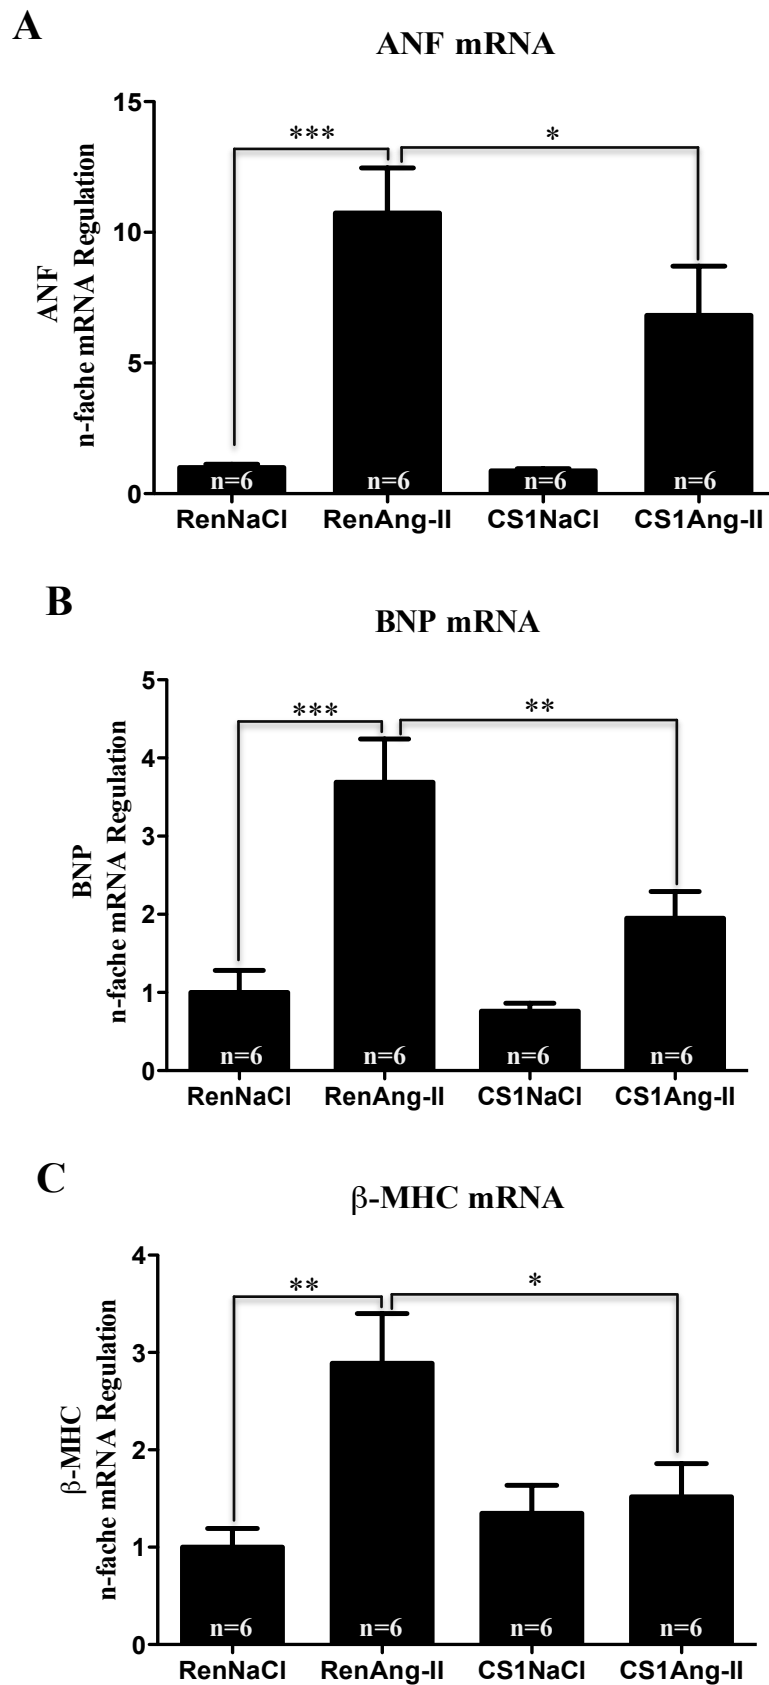 A
ANF mRNA
ANF
n-fache mRNA Regulation
15
10
5
0
***
*
n=6 n=6 n=6 n=6
RenNaCl RenAng-II CS1NaCl CS1Ang-II
B
BNP mRNA
BNP
n-fache mRNA Regulation
5
4
3
2
1
0
***
**
n=6 n=6 n=6 n=6
RenNaCl RenAng-II CS1NaCl CS1Ang-II
C
β-MHC mRNA
β-MHC
n-fache mRNA Regulation
4
3
2
1
0
**
*
n=6 n=6 n=6 n=6
RenNaCl RenAng-II CS1NaCl CS1Ang-II